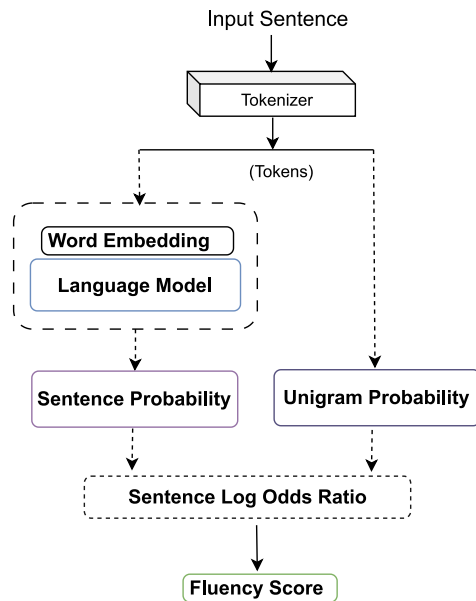 Input Sentence
Tokenizer
(Tokens)
Word Embedding
Language Model
Sentence Probability
Unigram Probability
Sentence Log Odds Ratio
Fluency Score